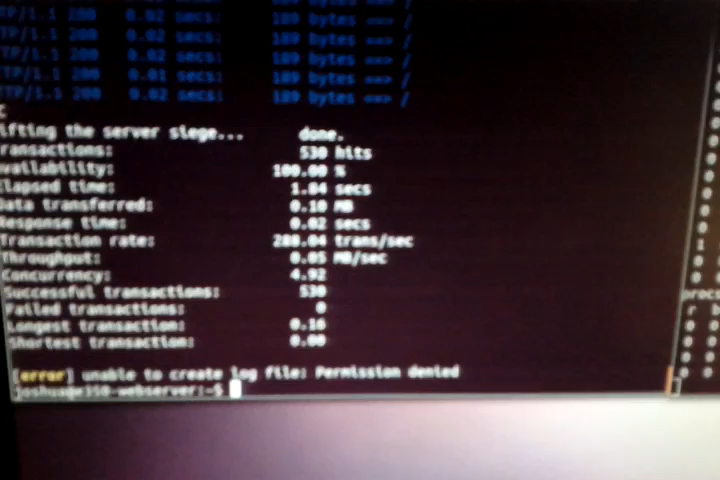 TP/1.1 200 0.02 secs: 189 bytes ==> /
TP/1.1 200 0.02 secs: 189 bytes ==> /
TP/1.1 200 0.02 secs: 189 bytes ==> /
TP/1.1 200 0.01 secs: 189 bytes ==> /
TTP/1.1 200 0.02 secs: 189 bytes ==> /
C
ifting the server siege... done.
ransactions: 530 hits
vailability: 100.00 %
lapsed time: 1.84 secs
Data transferred: 0.10 MB
Response time: 0.02 secs
Transaction rate: 288.04 trans/sec
Throughput: 0.05 MB/sec
Concurrency: 4.92
Successful transactions: 530
Failed transactions: 0
Longest transaction: 0.16
Shortest transaction: 0.00
[error] unable to create log file: Permission denied